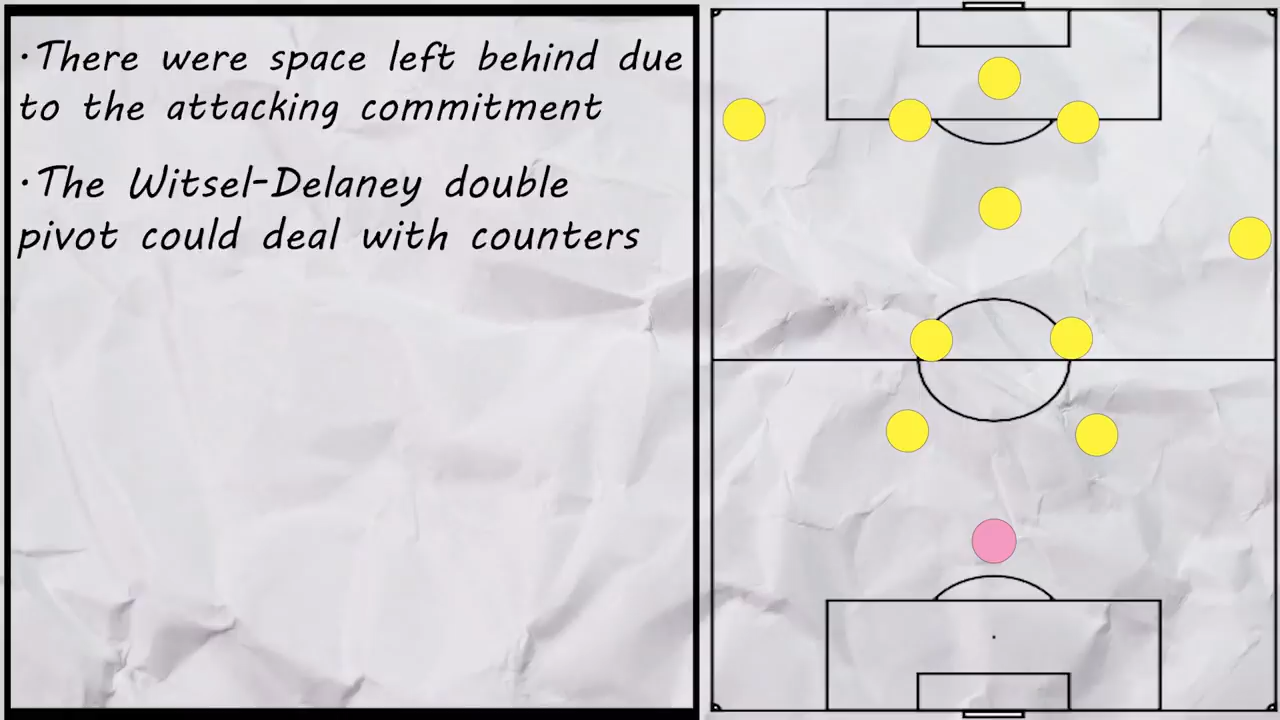 ·There were space left behind due
to the attacking commitment
·The Witsel-Delaney double
pivot could deal with counters